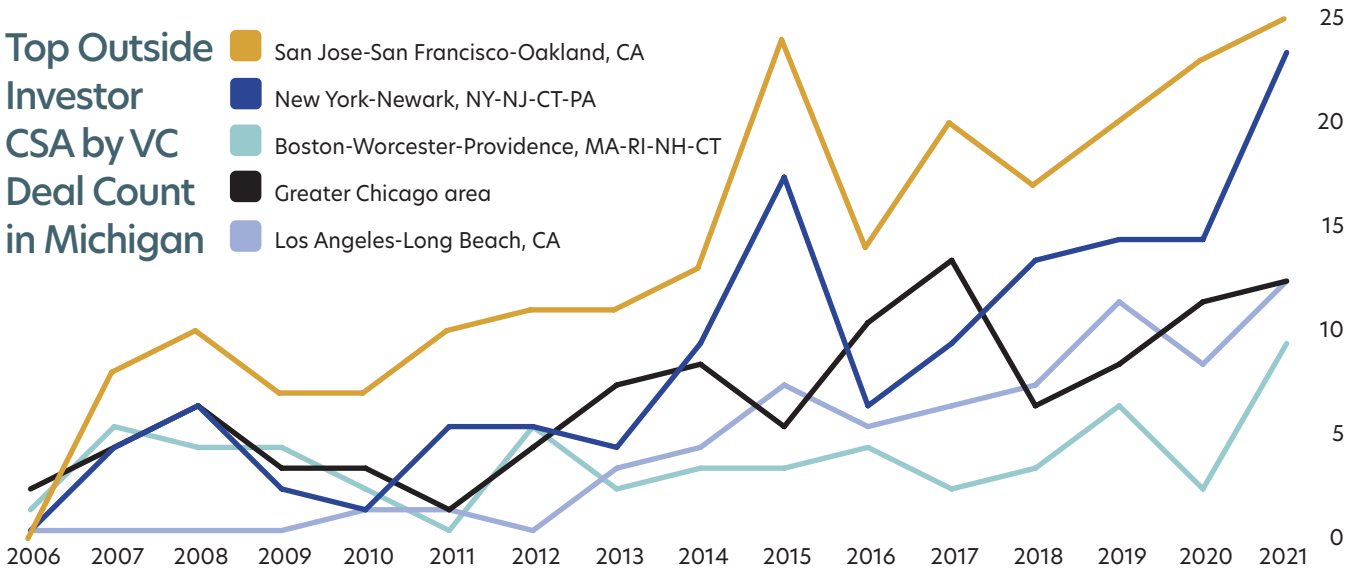 Top Outside
Investor
CSA by VC
Deal Count
in Michigan
San Jose-San Francisco-Oakland, CA
New York-Newark, NY-NJ-CT-PA
Boston-Worcester-Providence, MA-RI-NH-CT
Greater Chicago area
Los Angeles-Long Beach, CA
25
20
15
10
5
0
2006 2007 2008 2009 2010 2011 2012 2013 2014 2015 2016 2017 2018 2019 2020 2021